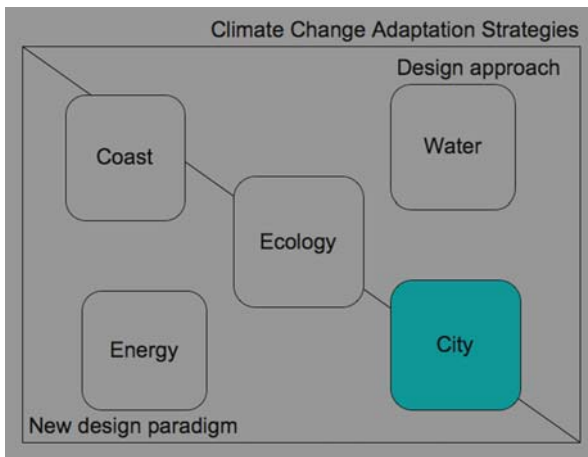 Climate Change Adaptation Strategies
Design approach
Coast
Water
Ecology
Energy
City
New design paradigm